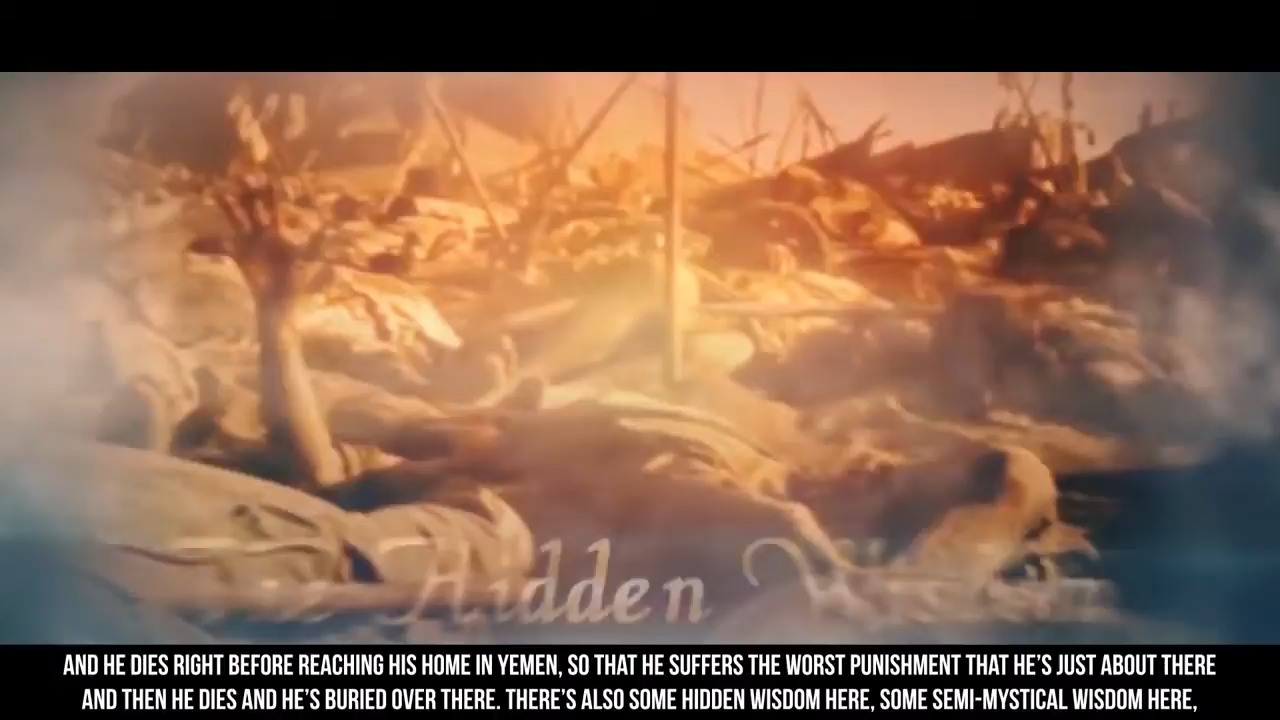 Hidden
AND HE DIES RIGHT BEFORE REACHING HIS HOME IN YEMEN, SO THAT HE SUFFERS THE WORST PUNISHMENT THAT HE'S JUST ABOUT THERE
AND THEN HE DIES AND HE'S BURIED OVER THERE. THERE'S ALSO SOME HIDDEN WISDOM HERE, SOME SEMI-MYSTICAL WISDOM HERE,